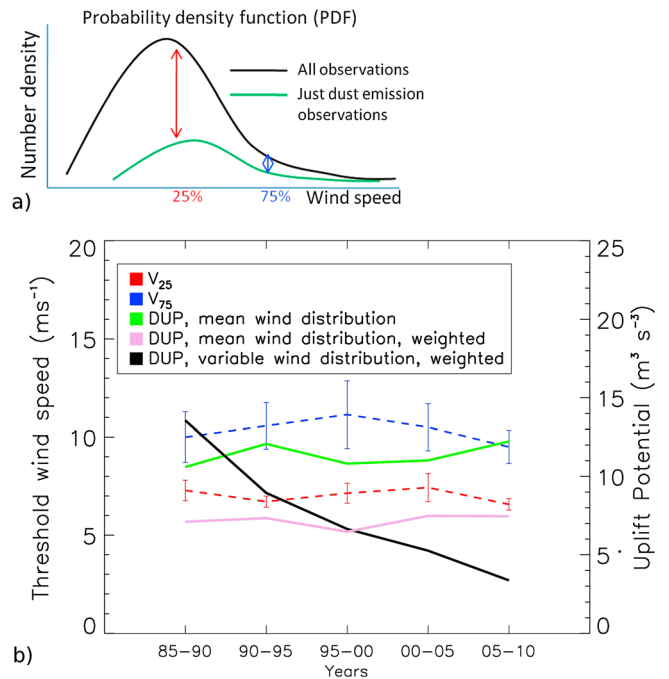 Probability density function (PDF)
Number density
All observations
Just dust emission
observations
25%
75%
Wind speed
a)
20
15
10
5
0
Threshold wind speed (ms⁻¹)
V₂₅
V₇₅
DUP, mean wind distribution
DUP, mean wind distribution, weighted
DUP, variable wind distribution, weighted
25
20
15
10
5
0
Uplift Potential (m³ s⁻³)
85-90
90-95
95-00
00-05
05-10
Years
b)